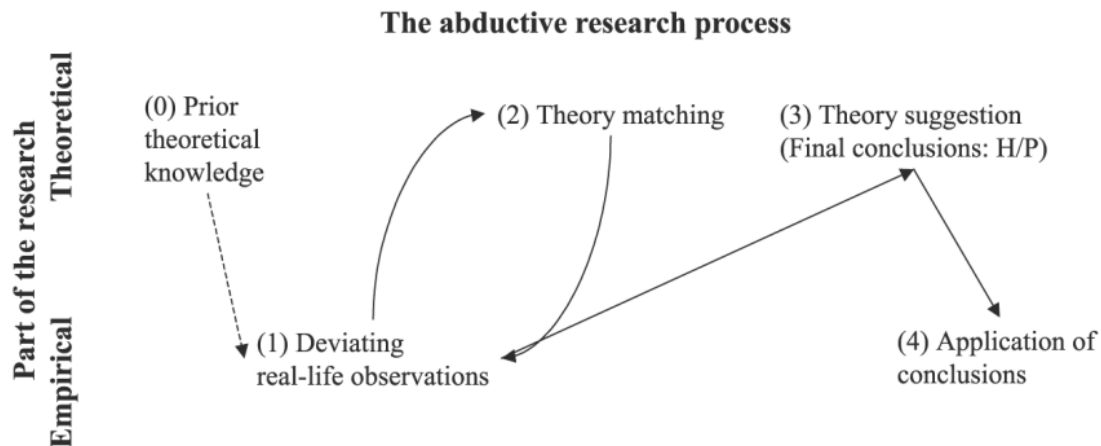 The abductive research process
Part of the research
Theoretical
Empirical
(0) Prior
theoretical
knowledge
(1) Deviating
real-life observations
(2) Theory matching
(3) Theory suggestion
(Final conclusions: H/P)
(4) Application of
conclusions